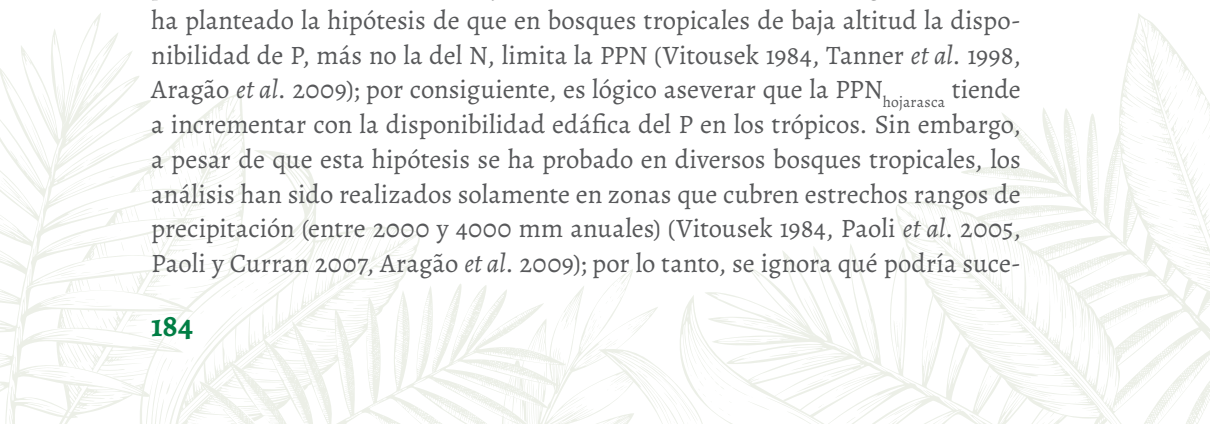 ha planteado la hipótesis de que en bosques tropicales de baja altitud la dispo-
nibilidad de P, más no la del N, limita la PPN (Vitousek 1984, Tanner et al. 1998,
Aragão et al. 2009); por consiguiente, es lógico aseverar que la PPN hojarasca tiende
a incrementar con la disponibilidad edáfica del P en los trópicos. Sin embargo,
a pesar de que esta hipótesis se ha probado en diversos bosques tropicales, los
análisis han sido realizados solamente en zonas que cubren estrechos rangos de
precipitación (entre 2000 y 4000 mm anuales) (Vitousek 1984, Paoli et al. 2005,
Paoli y Curran 2007, Aragão et al. 2009); por lo tanto, se ignora qué podría suce-
184